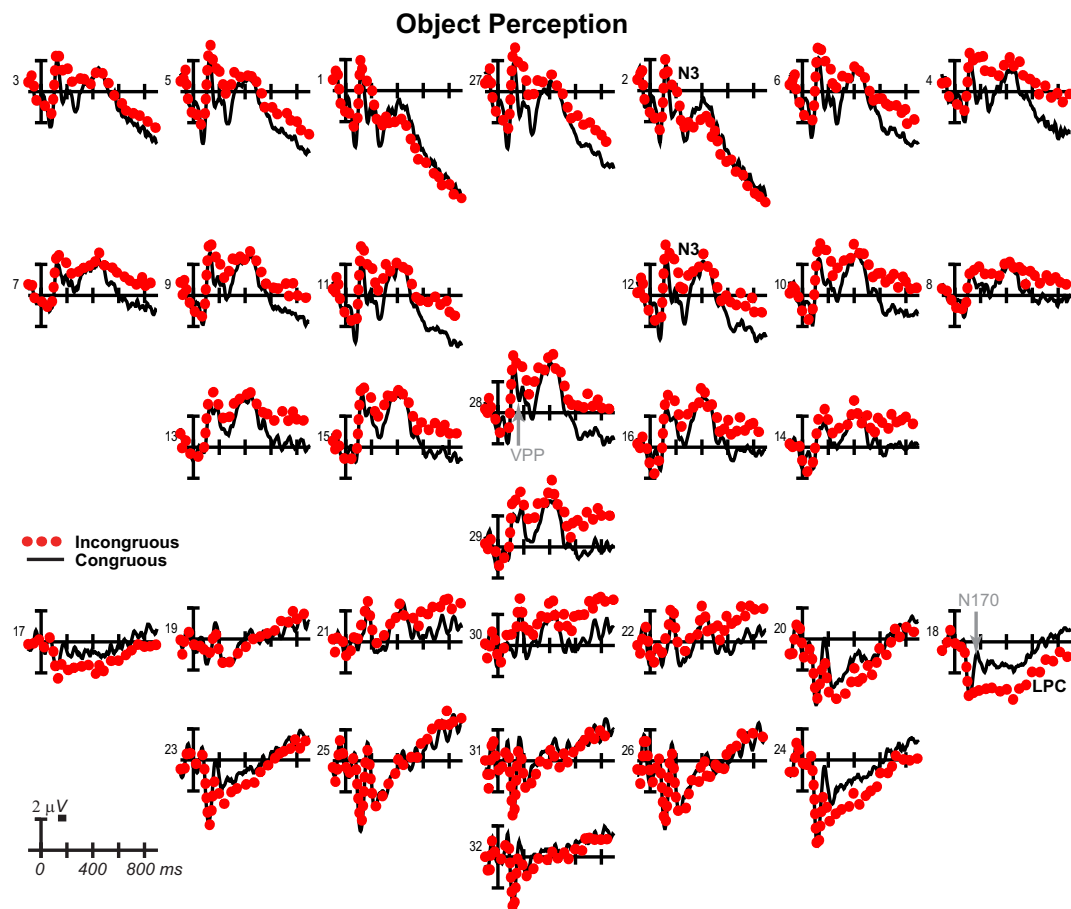 Object Perception
3 5 1 27 2 N3 6 4
7 9 11 12 N3 10 8
13 15 28 VPP 16 14
29
Incongruous
Congruous
17 19 21 30 22 20 18 N170 LPC
23 25 31 26 24
32
2 μV
0 400 800 ms